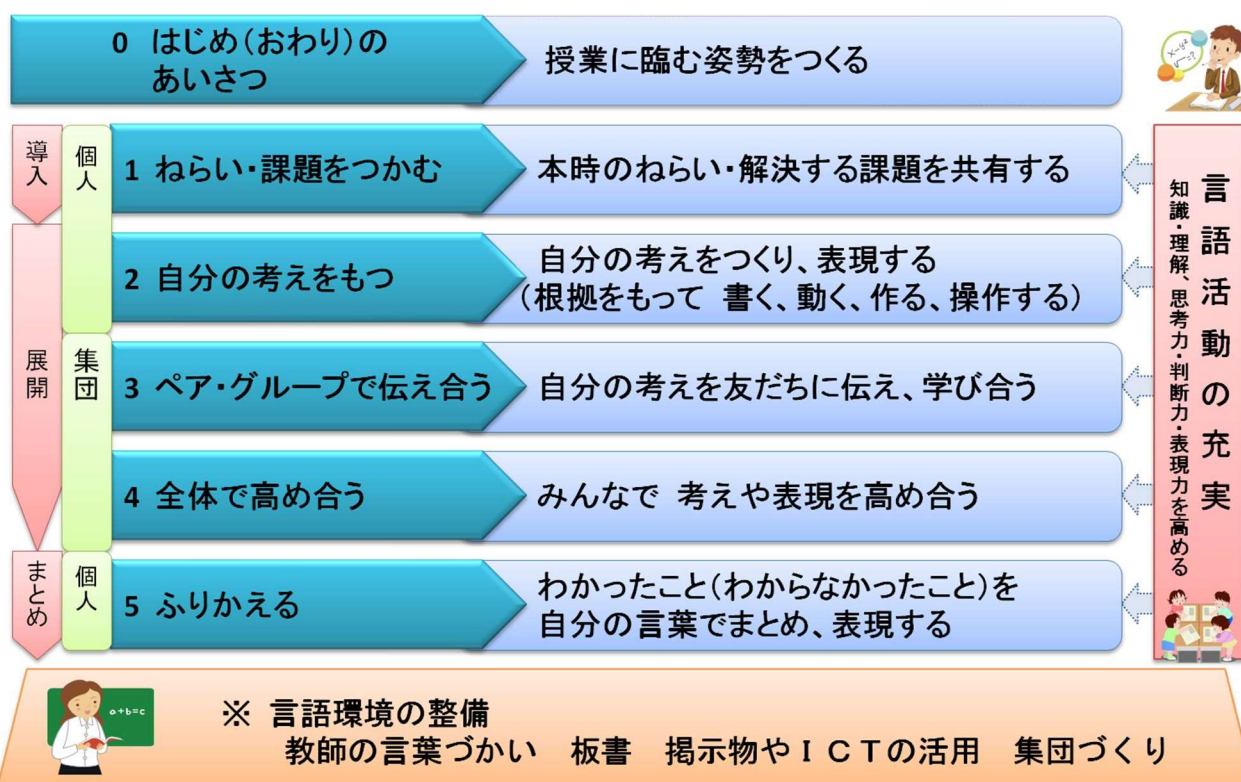 0 はじめ(おわり)の
あいさつ
授業に臨む姿勢をつくる
導入
個人
1 ねらい・課題をつかむ
本時のねらい・解決する課題を共有する
2 自分の考えをもつ
自分の考えをつくり、表現する
(根拠をもって 書く、動く、作る、操作する)
展開
集団
3 ペア・グループで伝え合う
自分の考えを友だちに伝え、学び合う
4 全体で高め合う
みんなで 考えや表現を高め合う
まとめ
個人
5 ふりかえる
わかったこと(わからなかったこと)を
自分の言葉でまとめ、表現する
言語活動の充実
知識・理解、思考力・判断力・表現力を高める
a+b=c
※ 言語環境の整備
教師の言葉づかい 板書 掲示物やICTの活用 集団づくり